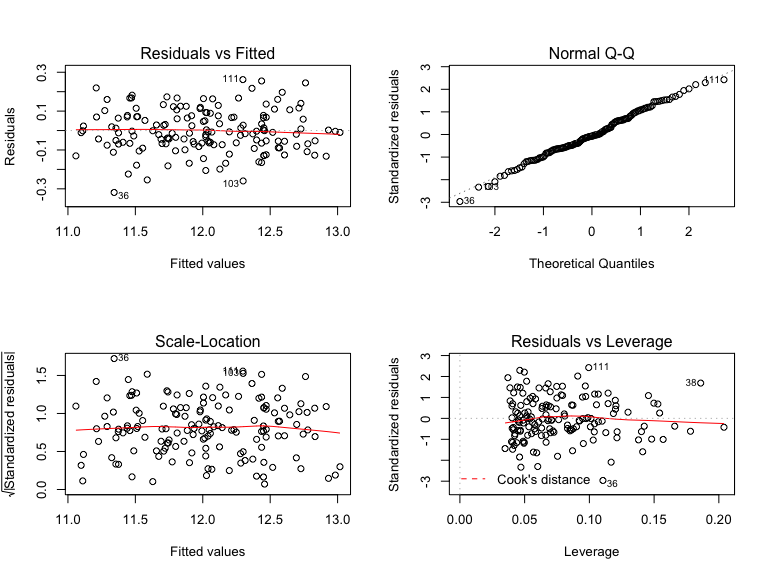 Residuals vs Fitted
Residuals
0.3
0.1
-0.1
-0.3
111
103
36
11.0 11.5 12.0 12.5 13.0
Fitted values
Normal Q-Q
Standardized residuals
3
2
1
0
-1
-3
111
36
-2 -1 0 1 2
Theoretical Quantiles
Scale-Location
√|Standardized residuals|
1.5
1.0
0.5
0.0
36
11.0 11.5 12.0 12.5 13.0
Fitted values
Residuals vs Leverage
Standardized residuals
3
2
1
0
-1
-3
111
38
36
Cook's distance
0.00 0.05 0.10 0.15 0.20
Leverage